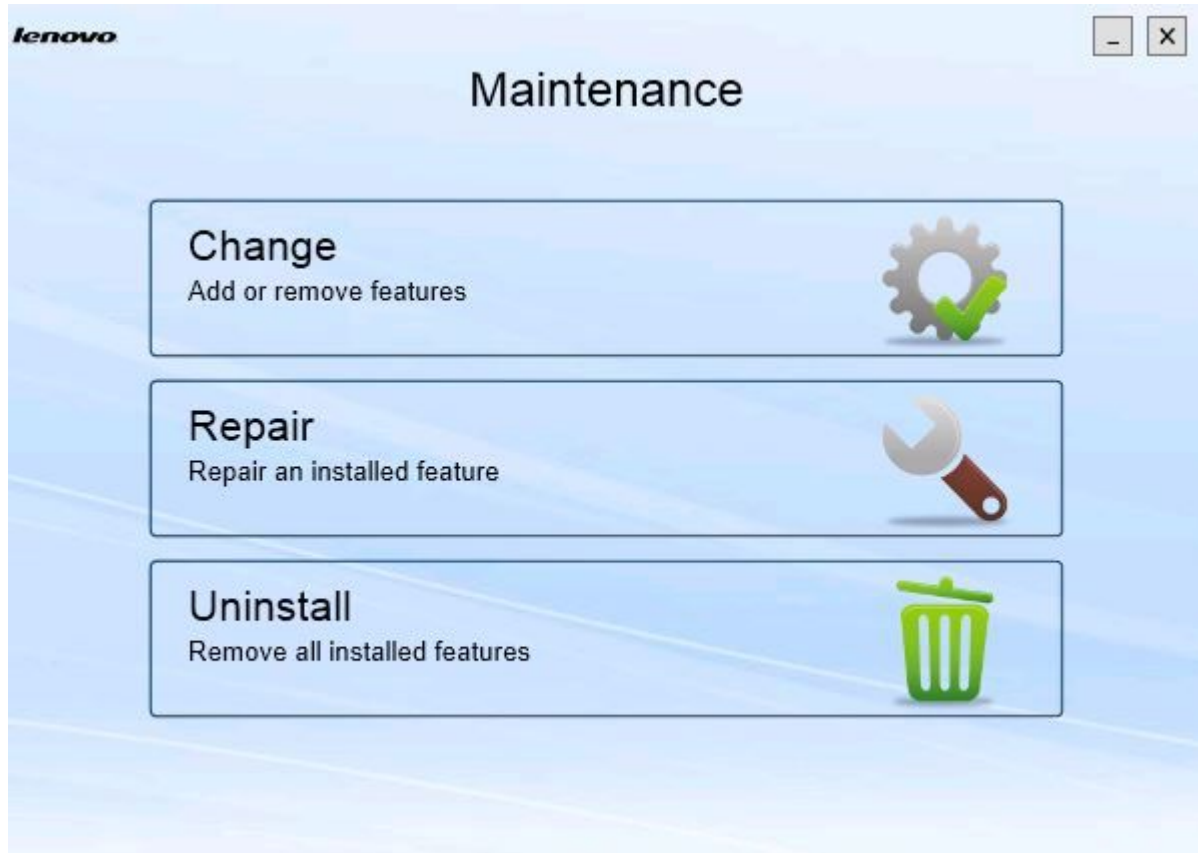 lenovo
Maintenance
Change
Add or remove features
Repair
Repair an installed feature
Uninstall
Remove all installed features